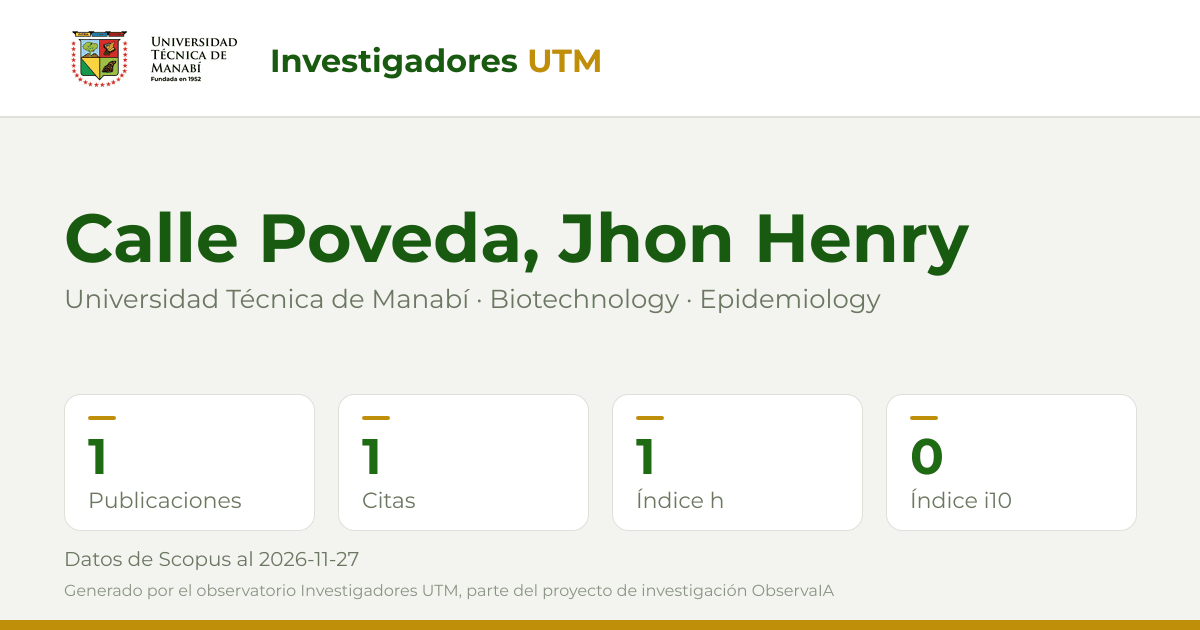 UNIVERSIDAD
TÉCNICA DE
MANABÍ
Fundada en 1952
Investigadores UTM
Calle Poveda, Jhon Henry
Universidad Técnica de Manabí · Biotechnology · Epidemiology
1
Publicaciones
1
Citas
1
Índice h
0
Índice i10
Datos de Scopus al 2026-11-27
Generado por el observatorio Investigadores UTM, parte del proyecto de investigación ObservaIA